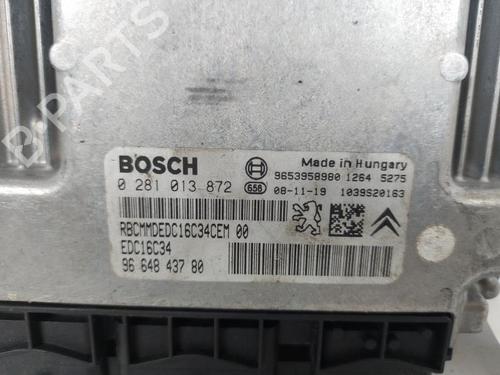 B-PARTS
BOSCH
Made in Hungary
9653958980 1264 5275
0 281 013 872
656
08-11-19 1039S20163
RBCMMDEDC16C34CEM 00
EDC16C34
96 648 437 80